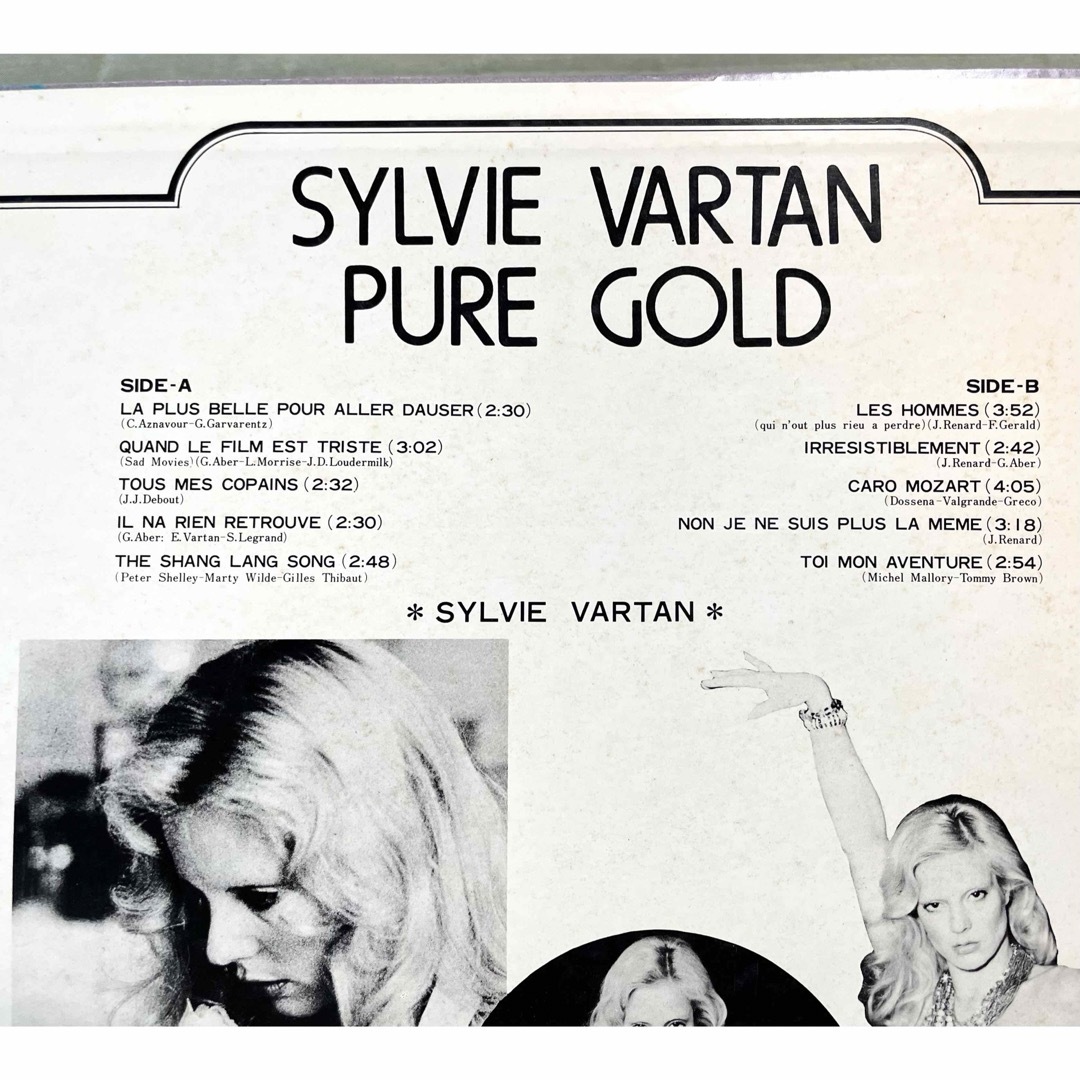 SYLVIE VARTAN
PURE GOLD
SIDE-A
LA PLUS BELLE POUR ALLER DAUSER(2:30)
(C.Aznavour-G.Garvarentz)
QUAND LE FILM EST TRISTE (3:02)
(Sad Movies)(G.Aber-L.Morrise-J.D.Loudermilk)
TOUS MES COPAINS (2:32)
(J.J.Debout)
IL NA RIEN RETROUVE (2:30)
(G.Aber: E.Vartan-S.Legrand)
THE SHANG LANG SONG (2:48)
(Peter Shelley-Marty Wilde-Gilles Thibaut)
SIDE-B
LES HOMMES (3:52)
(qui n'out plus rieu a perdre)(J.Renard-F.Gerald)
IRRESISTIBLEMENT (2:42)
(J.Renard-G.Aber)
CARO MOZART (4:05)
(Dossena-Valgrande-Greco)
NON JE NE SUIS PLUS LA MEME (3:18)
(J.Renard)
TOI MON AVENTURE (2:54)
(Michel Mallory-Tommy Brown)
* SYLVIE VARTAN *